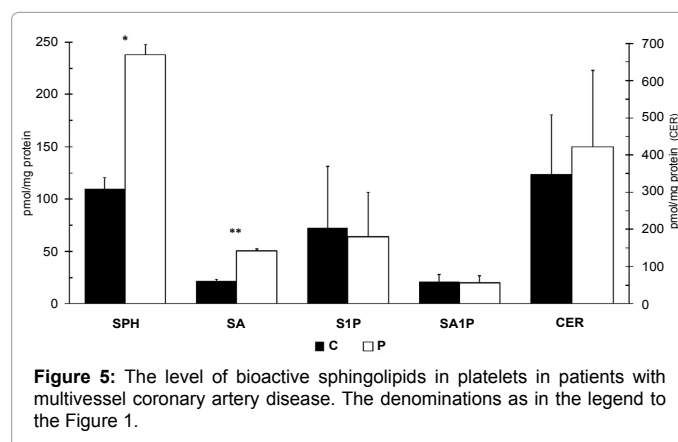 *
**
250
200
150
100
50
0
pmol/mg protein
700
600
500
400
300
200
100
0
pmol/mg protein (CER)
SPH SA S1P SA1P CER
C P
Figure 5: The level of bioactive sphingolipids in platelets in patients with
multivessel coronary artery disease. The denominations as in the legend to
the Figure 1.